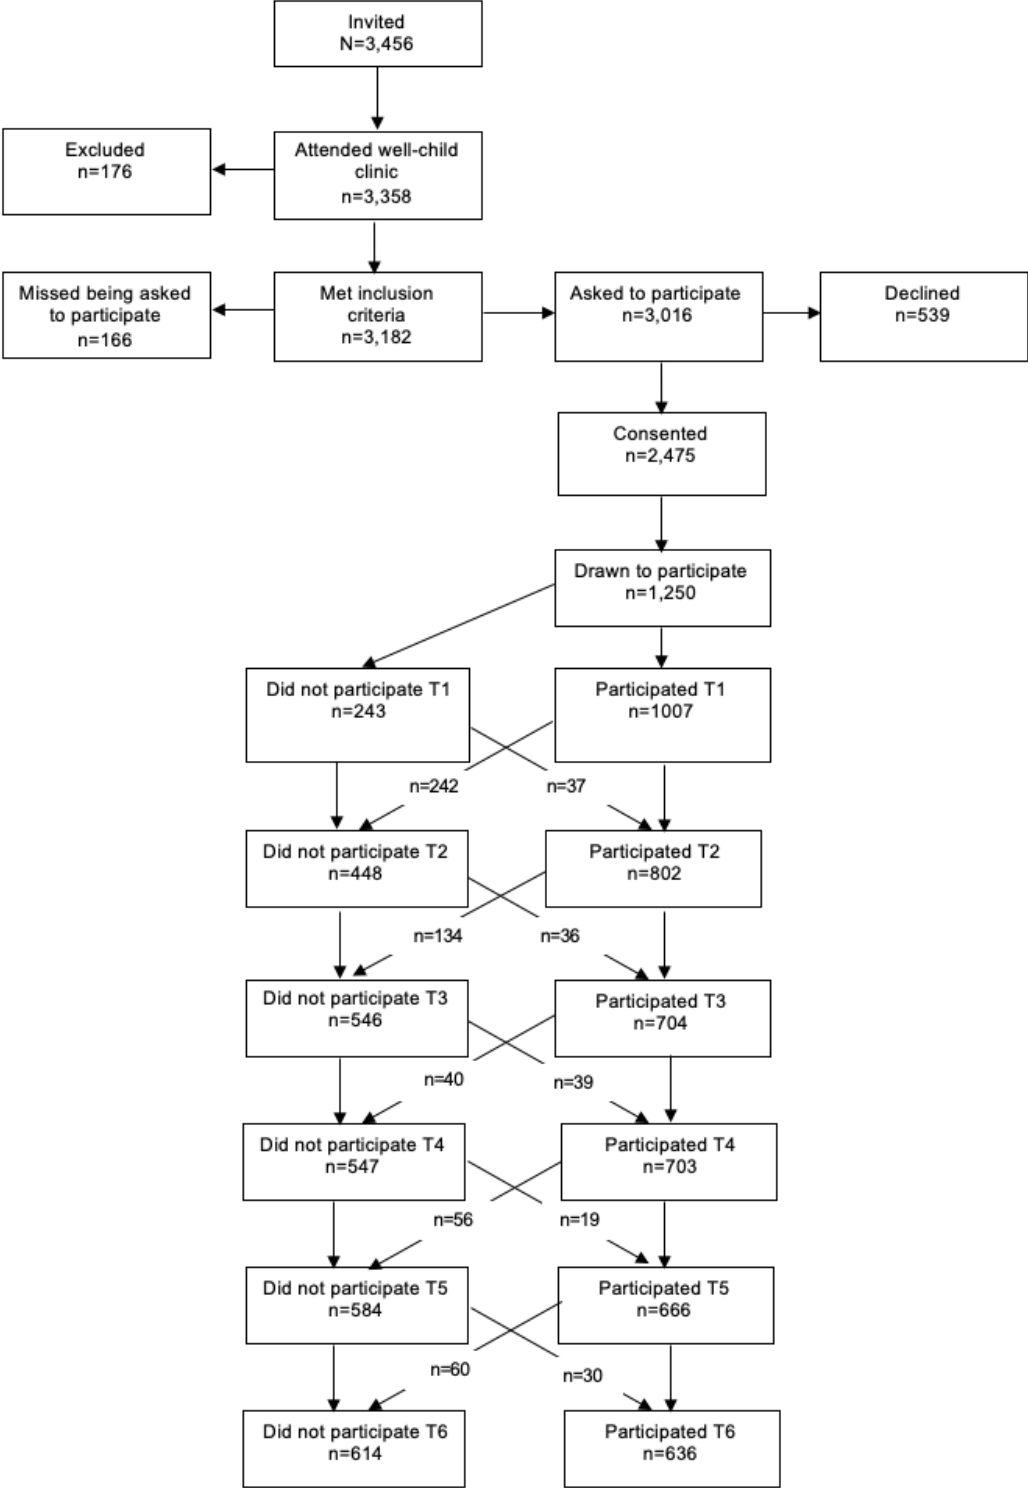 Invited
N=3,456
Excluded
n=176
Attended well-child
clinic
n=3,358
Missed being asked
to participate
n=166
Met inclusion
criteria
n=3,182
Asked to participate
n=3,016
Declined
n=539
Consented
n=2,475
Drawn to participate
n=1,250
Did not participate T1
n=243
Participated T1
n=1007
n=242
n=37
Did not participate T2
n=448
Participated T2
n=802
n=134
n=36
Did not participate T3
n=546
Participated T3
n=704
n=40
n=39
Did not participate T4
n=547
Participated T4
n=703
n=56
n=19
Did not participate T5
n=584
Participated T5
n=666
n=60
n=30
Did not participate T6
n=614
Participated T6
n=636